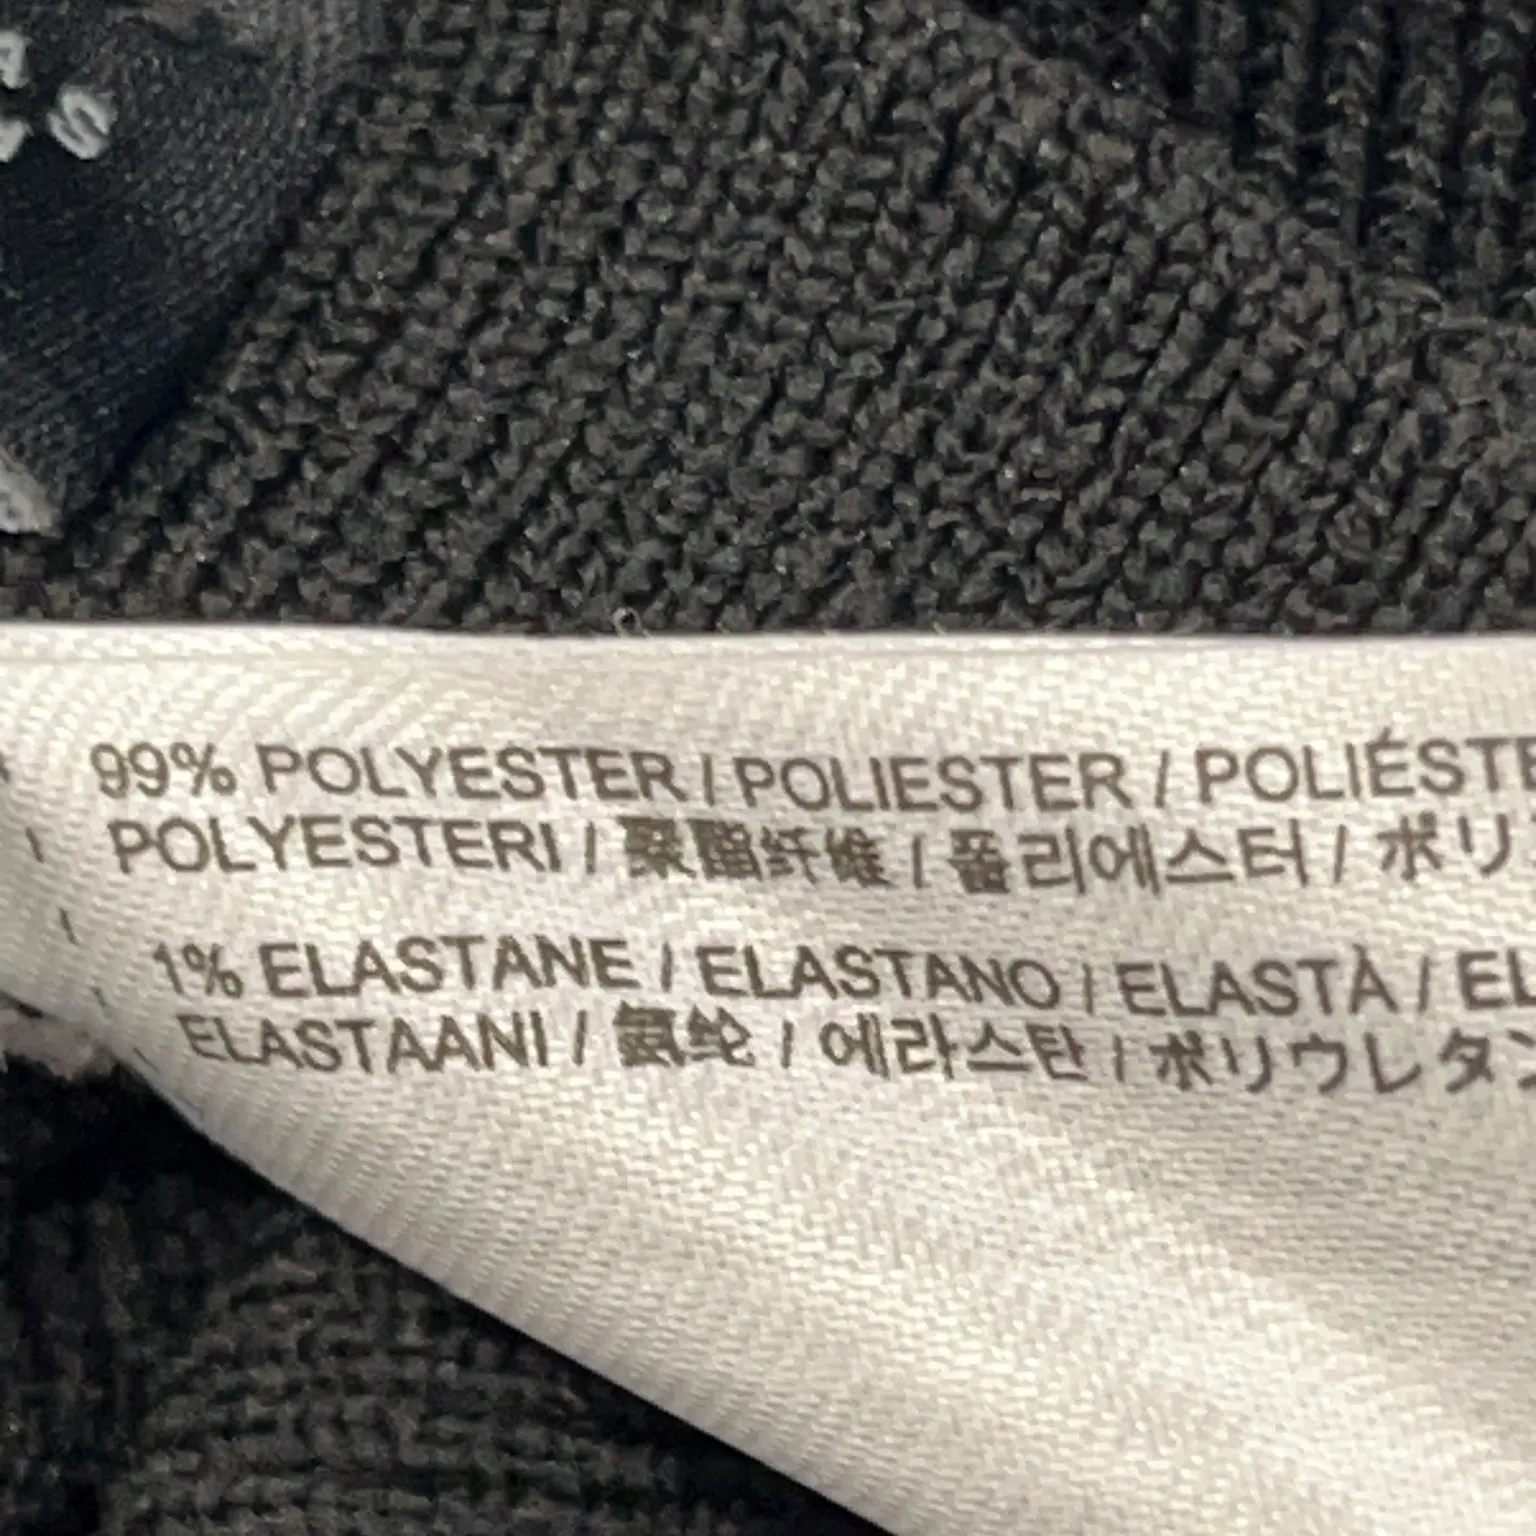 A
S
99% POLYESTER / POLIESTER / POLIÉSTE
POLYESTERI / 聚酯纤维 / 폴리에스터 / ポリ
1% ELASTANE / ELASTANO / ELASTÀ / EL
ELASTAANI / 氨纶 / 에라스탄 / ポリウレタン